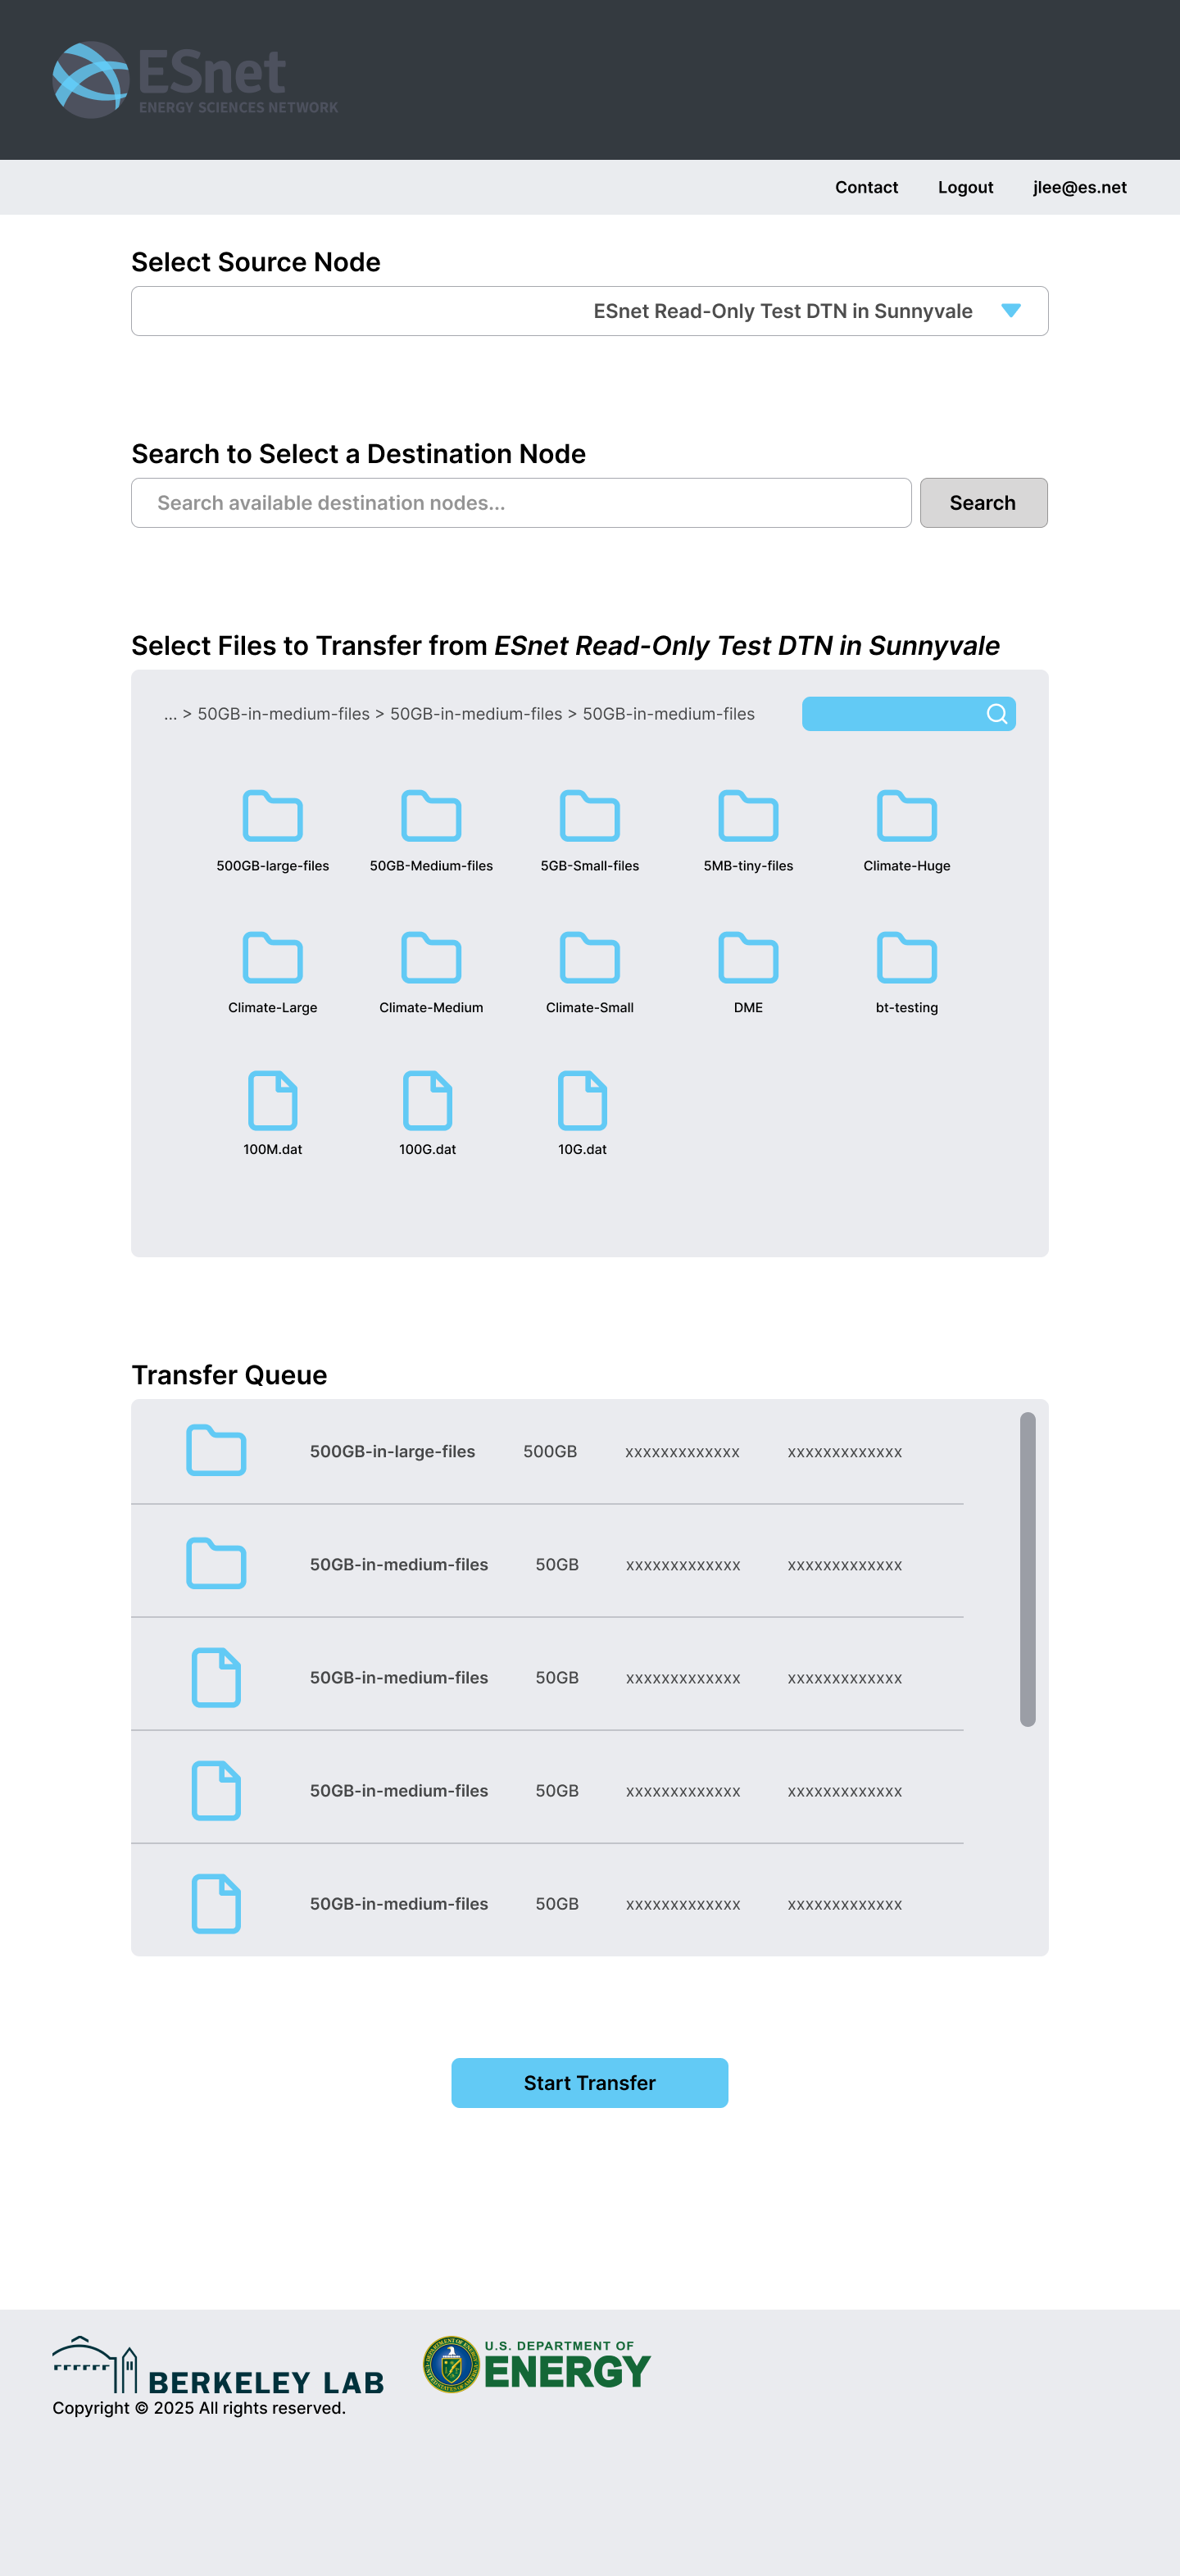 ESnet
ENERGY SCIENCES NETWORK
Contact Logout jlee@es.net
Select Source Node
ESnet Read-Only Test DTN in Sunnyvale
Search to Select a Destination Node
Search available destination nodes... Search
Select Files to Transfer from ESnet Read-Only Test DTN in Sunnyvale
... > 50GB-in-medium-files > 50GB-in-medium-files > 50GB-in-medium-files
500GB-large-files 50GB-Medium-files 5GB-Small-files 5MB-tiny-files Climate-Huge
Climate-Large Climate-Medium Climate-Small DME bt-testing
100M.dat 100G.dat 10G.dat
Transfer Queue
500GB-in-large-files 500GB xxxxxxxxxxxxx xxxxxxxxxxxxx
50GB-in-medium-files 50GB xxxxxxxxxxxxx xxxxxxxxxxxxx
50GB-in-medium-files 50GB xxxxxxxxxxxxx xxxxxxxxxxxxx
50GB-in-medium-files 50GB xxxxxxxxxxxxx xxxxxxxxxxxxx
50GB-in-medium-files 50GB xxxxxxxxxxxxx xxxxxxxxxxxxx
Start Transfer
BERKELEY LAB
U.S. DEPARTMENT OF
ENERGY
Copyright © 2025 All rights reserved.